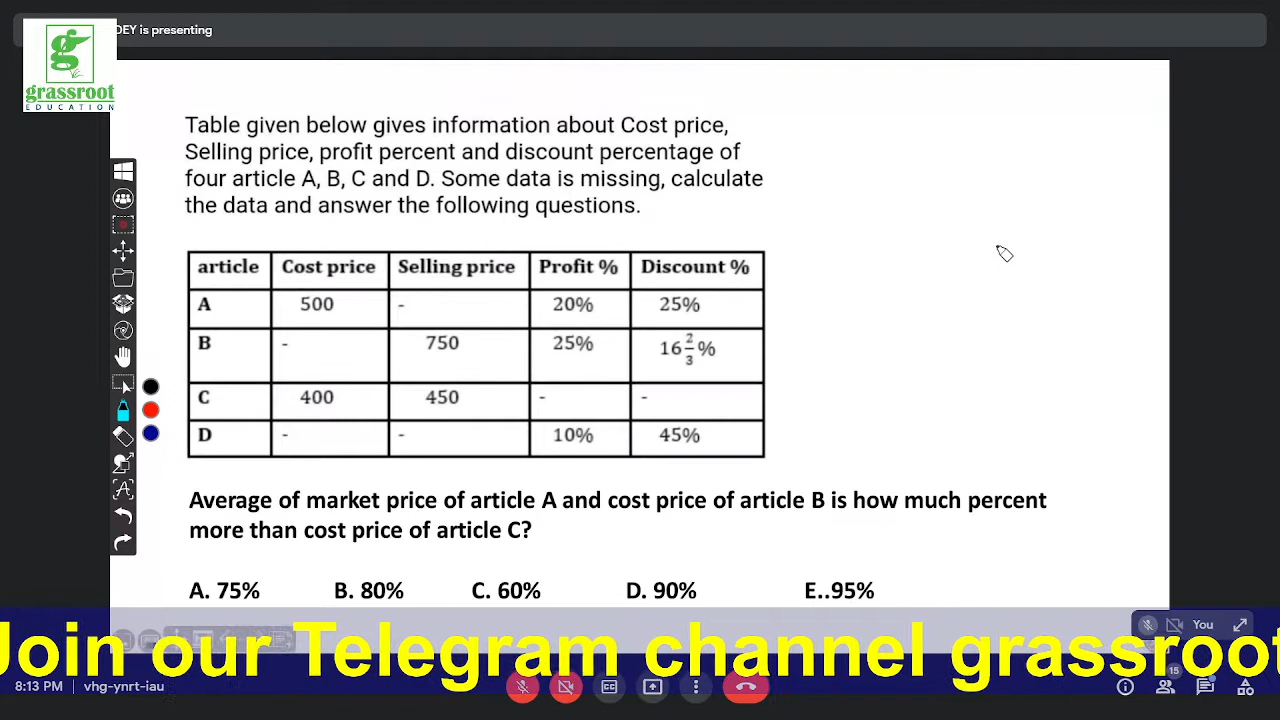 DEY is presenting
grassroot
EDUCATION
Table given below gives information about Cost price,
Selling price, profit percent and discount percentage of
four article A, B, C and D. Some data is missing, calculate
the data and answer the following questions.
article Cost price Selling price Profit % Discount %
A 500 - 20% 25%
B - 750 25% 16 2/3 %
C 400 450 - -
D - - 10% 45%
Average of market price of article A and cost price of article B is how much percent
more than cost price of article C?
A. 75% B. 80% C. 60% D. 90% E..95%
You
Join our Telegram channel grassroot
8:13 PM | vhg-ynrt-iau
15